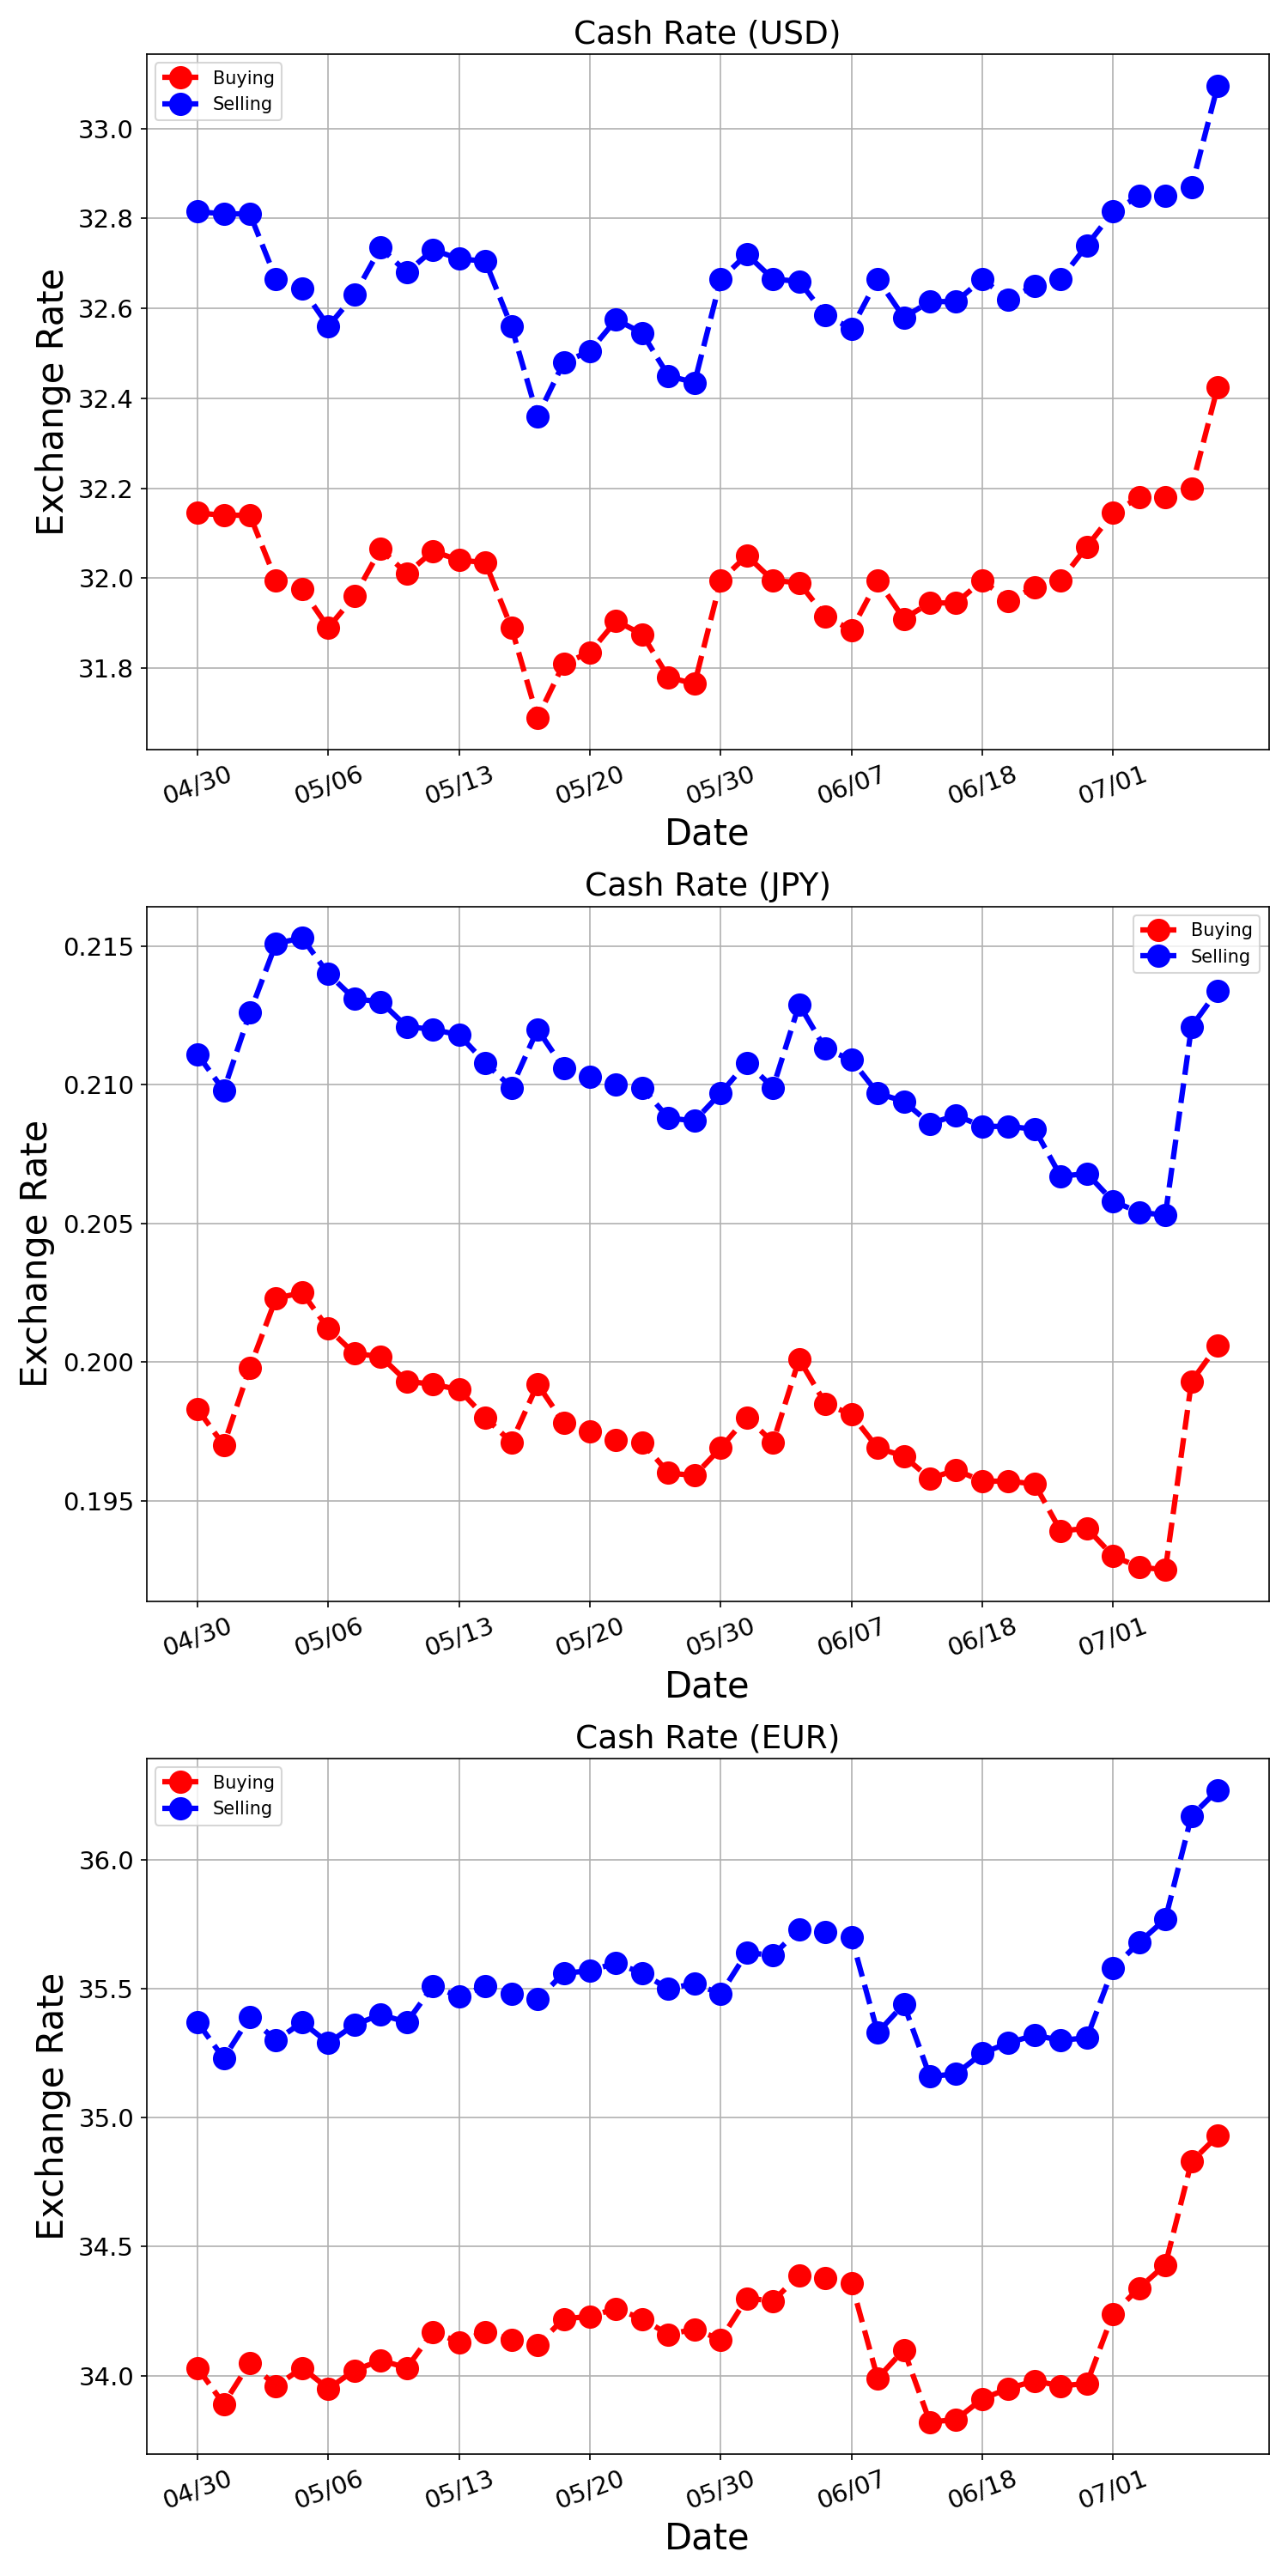 Cash Rate (USD)
Buying
Selling
33.0
32.8
32.6
32.4
32.2
32.0
31.8
Exchange Rate
04/30 05/06 05/13 05/20 05/30 06/07 06/18 07/01
Date
Cash Rate (JPY)
Buying
Selling
0.215
0.210
0.205
0.200
0.195
Exchange Rate
04/30 05/06 05/13 05/20 05/30 06/07 06/18 07/01
Date
Cash Rate (EUR)
Buying
Selling
36.0
35.5
35.0
34.5
34.0
Exchange Rate
04/30 05/06 05/13 05/20 05/30 06/07 06/18 07/01
Date